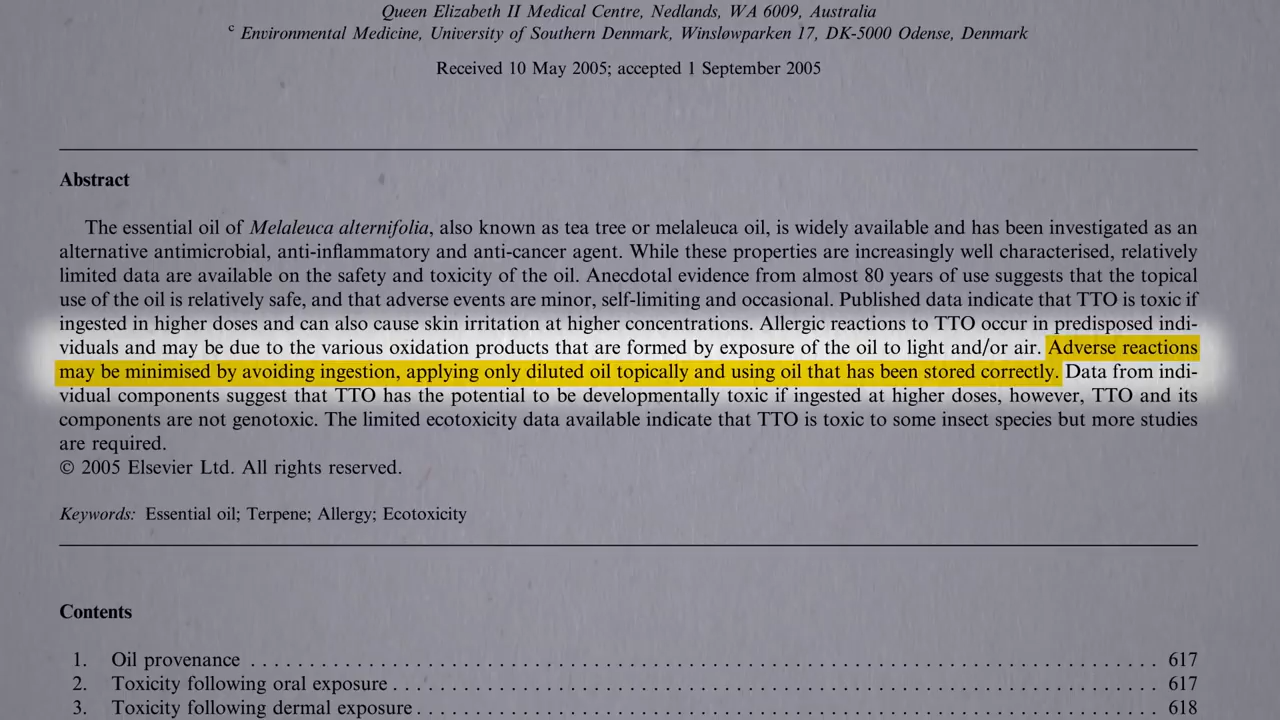 Queen Elizabeth II Medical Centre, Nedlands, WA 6009, Australia
c Environmental Medicine, University of Southern Denmark, Winsløwparken 17, DK-5000 Odense, Denmark
Received 10 May 2005; accepted 1 September 2005
Abstract
The essential oil of Melaleuca alternifolia, also known as tea tree or melaleuca oil, is widely available and has been investigated as an
alternative antimicrobial, anti-inflammatory and anti-cancer agent. While these properties are increasingly well characterised, relatively
limited data are available on the safety and toxicity of the oil. Anecdotal evidence from almost 80 years of use suggests that the topical
use of the oil is relatively safe, and that adverse events are minor, self-limiting and occasional. Published data indicate that TTO is toxic if
ingested in higher doses and can also cause skin irritation at higher concentrations. Allergic reactions to TTO occur in predisposed indi-
viduals and may be due to the various oxidation products that are formed by exposure of the oil to light and/or air. Adverse reactions
may be minimised by avoiding ingestion, applying only diluted oil topically and using oil that has been stored correctly. Data from indi-
vidual components suggest that TTO has the potential to be developmentally toxic if ingested at higher doses, however, TTO and its
components are not genotoxic. The limited ecotoxicity data available indicate that TTO is toxic to some insect species but more studies
are required.
© 2005 Elsevier Ltd. All rights reserved.
Keywords: Essential oil; Terpene; Allergy; Ecotoxicity
Contents
1. Oil provenance . . . . . . . . . . . . . . . . . . . . . . . . . . . . . . . . . . . . . . . . 617
2. Toxicity following oral exposure . . . . . . . . . . . . . . . . . . . . . . . . . . . . . . . . 617
3. Toxicity following dermal exposure . . . . . . . . . . . . . . . . . . . . . . . . . . . . . . . 618